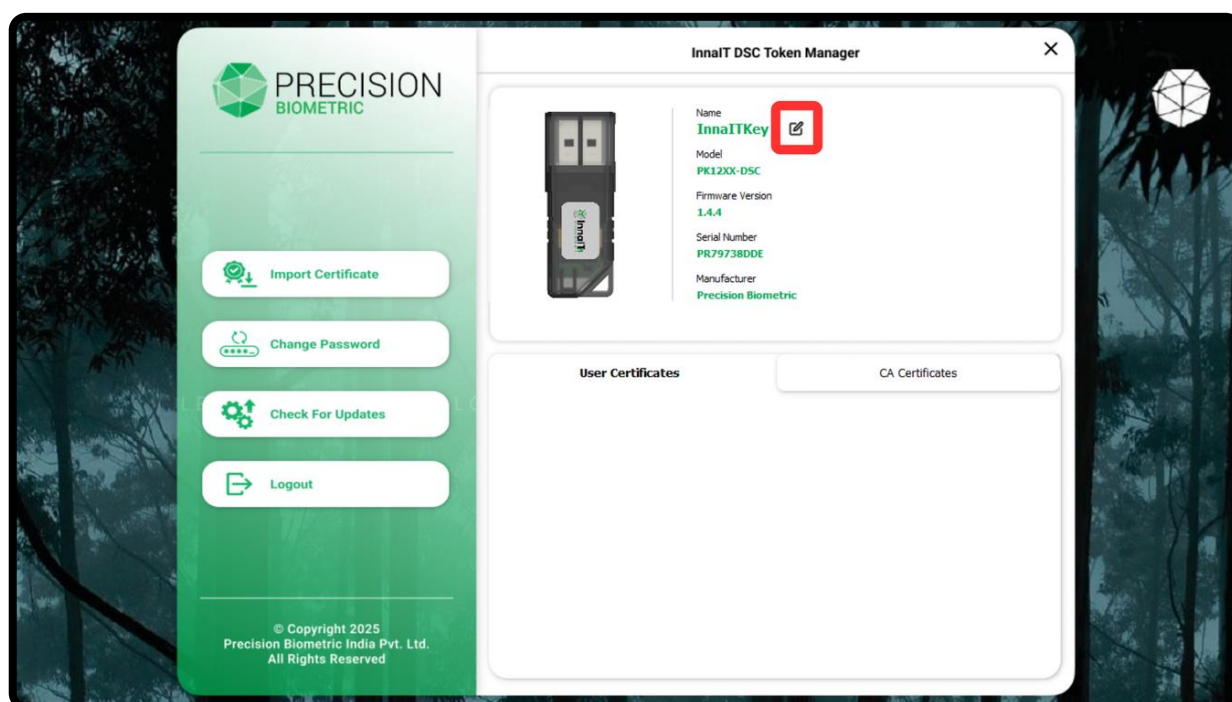 PRECISION
BIOMETRIC
Import Certificate
Change Password
Check For Updates
Logout
© Copyright 2025
Precision Biometric India Pvt. Ltd.
All Rights Reserved
InnaIT DSC Token Manager
InnaIT
Name
InnaITKey
Model
PK12XX-DSC
Firmware Version
1.4.4
Serial Number
PR79738DDE
Manufacturer
Precision Biometric
User Certificates
CA Certificates